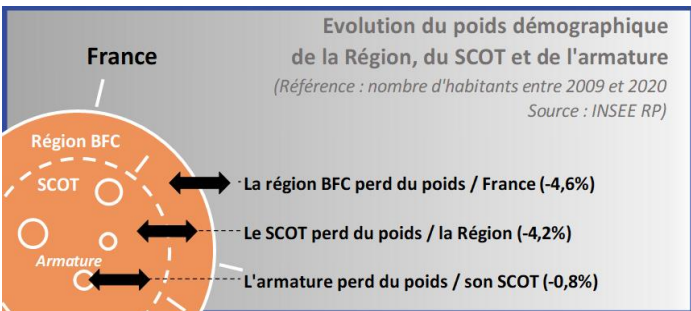 Evolution du poids démographique
de la Région, du SCOT et de l'armature
(Référence : nombre d'habitants entre 2009 et 2020
Source : INSEE RP)
France
Région BFC
SCOT
Armature
La région BFC perd du poids / France (-4,6%)
Le SCOT perd du poids / la Région (-4,2%)
L'armature perd du poids / son SCOT (-0,8%)